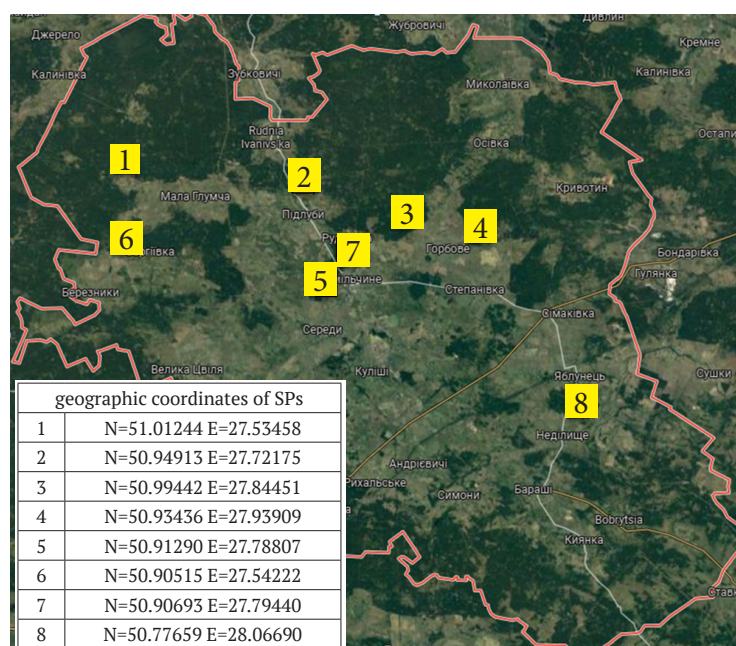 Жубровичі
Дивлин
Джерело
Кремне
Калинівка
Зубковичі
Калинівка
Миколаївка
Rudnia
Ivanivs'ka
Осівка
1
2
Кривотин
Мала Глумча
3
Підлуби
4
6
7
Горбове
Бондарівка
Гулянка
5
Березники
Степанівка
Сімаківка
Середи
Велика Цвіля
Куліші
Яблунець
Сушки
8
Неділище
Андрієвичі
Симони
Бараші
Bobrytsia
Киянка
geographic coordinates of SPs
1 N=51.01244 E=27.53458
2 N=50.94913 E=27.72175
3 N=50.99442 E=27.84451
4 N=50.93436 E=27.93909
5 N=50.91290 E=27.78807
6 N=50.90515 E=27.54222
7 N=50.90693 E=27.79440
8 N=50.77659 E=28.06690